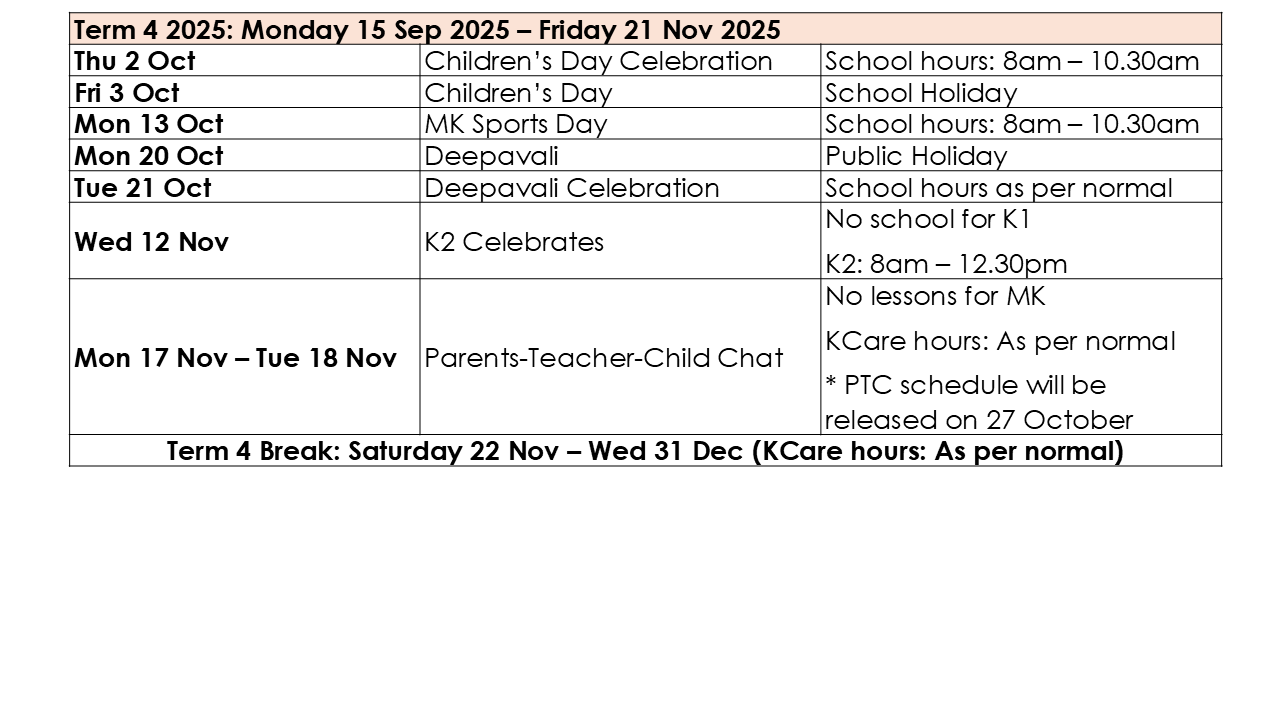 Term 4 2025: Monday 15 Sep 2025 – Friday 21 Nov 2025
Thu 2 Oct Children’s Day Celebration School hours: 8am – 10.30am
Fri 3 Oct Children’s Day School Holiday
Mon 13 Oct MK Sports Day School hours: 8am – 10.30am
Mon 20 Oct Deepavali Public Holiday
Tue 21 Oct Deepavali Celebration School hours as per normal
Wed 12 Nov K2 Celebrates No school for K1
K2: 8am – 12.30pm
Mon 17 Nov – Tue 18 Nov Parents-Teacher-Child Chat No lessons for MK
KCare hours: As per normal
* PTC schedule will be
released on 27 October
Term 4 Break: Saturday 22 Nov – Wed 31 Dec (KCare hours: As per normal)